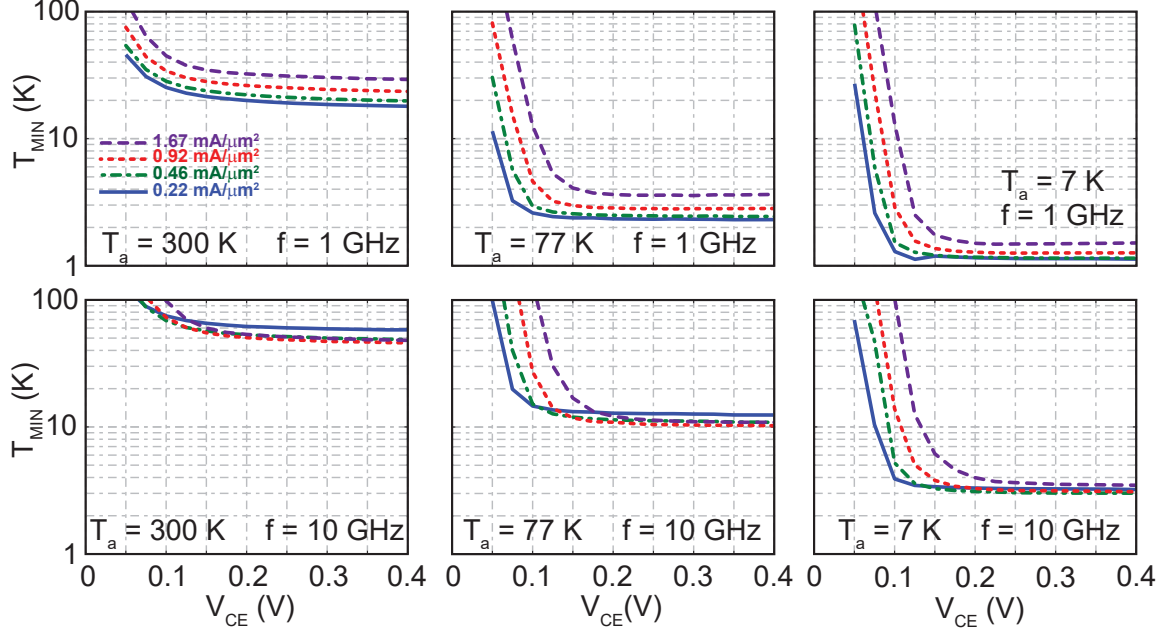 100
10
1
T_MIN (K)
1.67 mA/μm²
0.92 mA/μm²
0.46 mA/μm²
0.22 mA/μm²
T_a = 300 K f = 1 GHz
T_a = 77 K f = 1 GHz
T_a = 7 K
f = 1 GHz
100
10
1
T_MIN (K)
T_a = 300 K f = 10 GHz
T_a = 77 K f = 10 GHz
T_a = 7 K f = 10 GHz
0 0.1 0.2 0.3 0.4
0 0.1 0.2 0.3 0.4
0 0.1 0.2 0.3 0.4
V_CE (V)
V_CE(V)
V_CE (V)